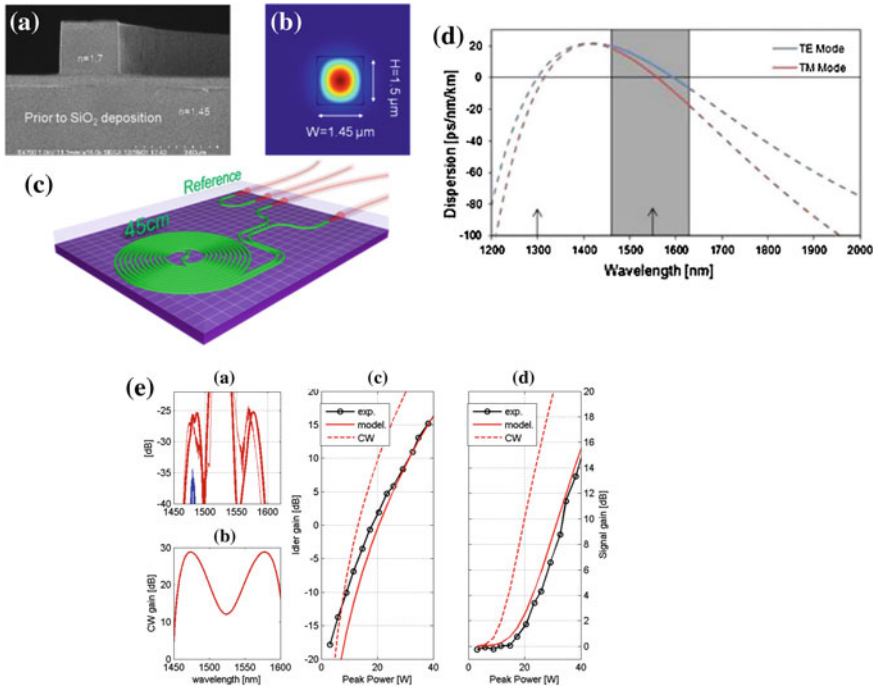 (a)
n=1.7
n=1.45
Prior to SiO2 deposition
(b)
H=1.5 μm
W=1.45 μm
(c)
Reference
45cm
(d)
TE Mode
TM Mode
Dispersion [ps/nm/km]
20
0
-20
-40
-60
-80
-100
1200 1300 1400 1500 1600 1700 1800 1900 2000
Wavelength [nm]
(e)
(a)
[dB]
-25
-30
-35
-40
1450 1500 1550 1600
(b)
CW gain [dB]
30
20
10
0
1450 1500 1550 1600
wavelength [nm]
(c)
exp.
model.
CW
Idler gain [dB]
20
15
10
5
0
-5
-10
-15
-20
0 20 40
Peak Power [W]
(d)
exp.
model.
CW
20
18
16
14
12
10
8
6
4
2
0
Signal gain [dB]
0 20 40
Peak Power [W]